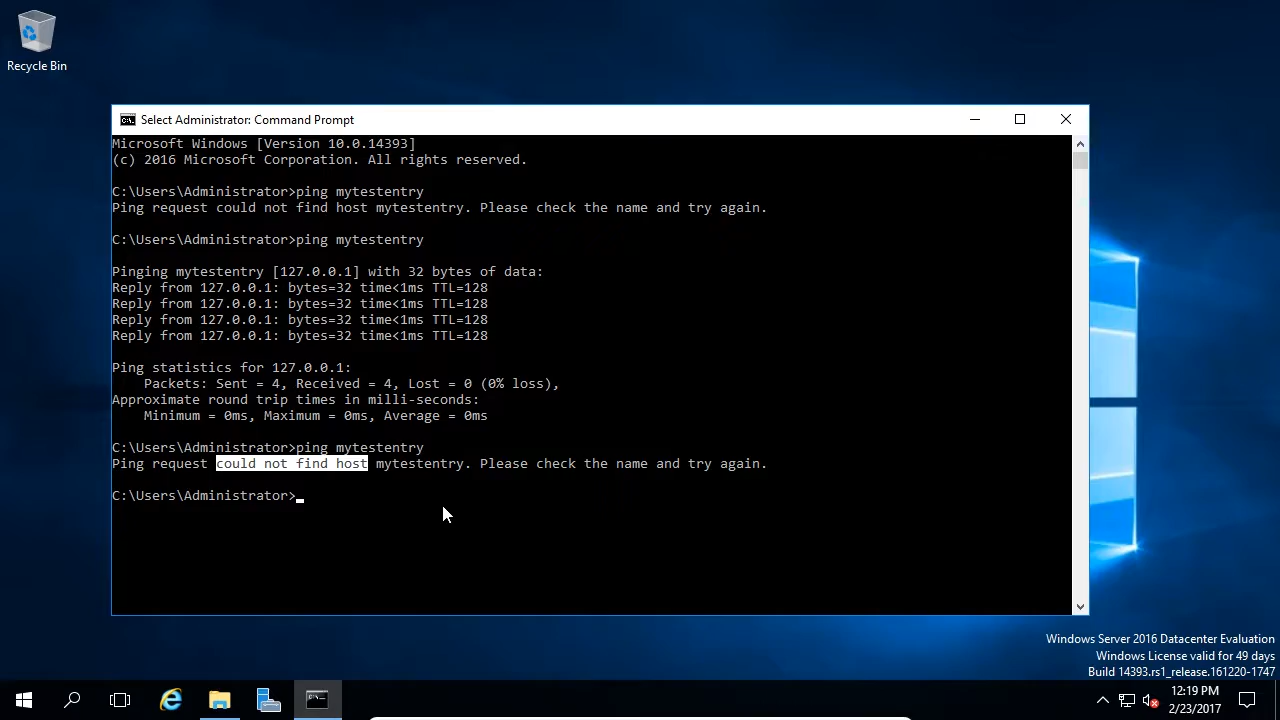 Recycle Bin
Select Administrator: Command Prompt
Microsoft Windows [Version 10.0.14393]
(c) 2016 Microsoft Corporation. All rights reserved.
C:\Users\Administrator>ping mytestentry
Ping request could not find host mytestentry. Please check the name and try again.
C:\Users\Administrator>ping mytestentry
Pinging mytestentry [127.0.0.1] with 32 bytes of data:
Reply from 127.0.0.1: bytes=32 time<1ms TTL=128
Reply from 127.0.0.1: bytes=32 time<1ms TTL=128
Reply from 127.0.0.1: bytes=32 time<1ms TTL=128
Reply from 127.0.0.1: bytes=32 time<1ms TTL=128
Ping statistics for 127.0.0.1:
Packets: Sent = 4, Received = 4, Lost = 0 (0% loss),
Approximate round trip times in milli-seconds:
Minimum = 0ms, Maximum = 0ms, Average = 0ms
C:\Users\Administrator>ping mytestentry
Ping request could not find host mytestentry. Please check the name and try again.
C:\Users\Administrator>
Windows Server 2016 Datacenter Evaluation
Windows License valid for 49 days
Build 14393.rs1_release.161220-1747
12:19 PM
2/23/2017